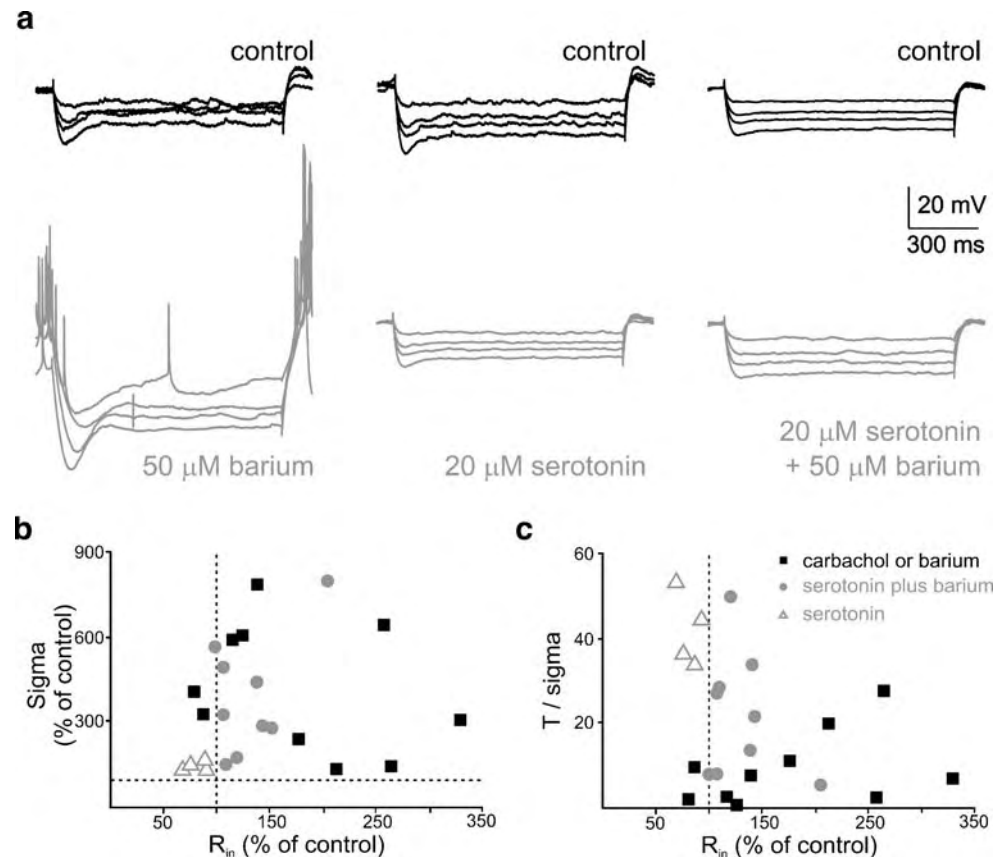 a
control
control
control
20 mV
300 ms
50 μM barium
20 μM serotonin
20 μM serotonin
+ 50 μM barium
b
Sigma
(% of control)
900
600
300
50
150
250
350
R_in (% of control)
c
T / sigma
60
40
20
50
150
250
350
R_in (% of control)
carbachol or barium
serotonin plus barium
serotonin